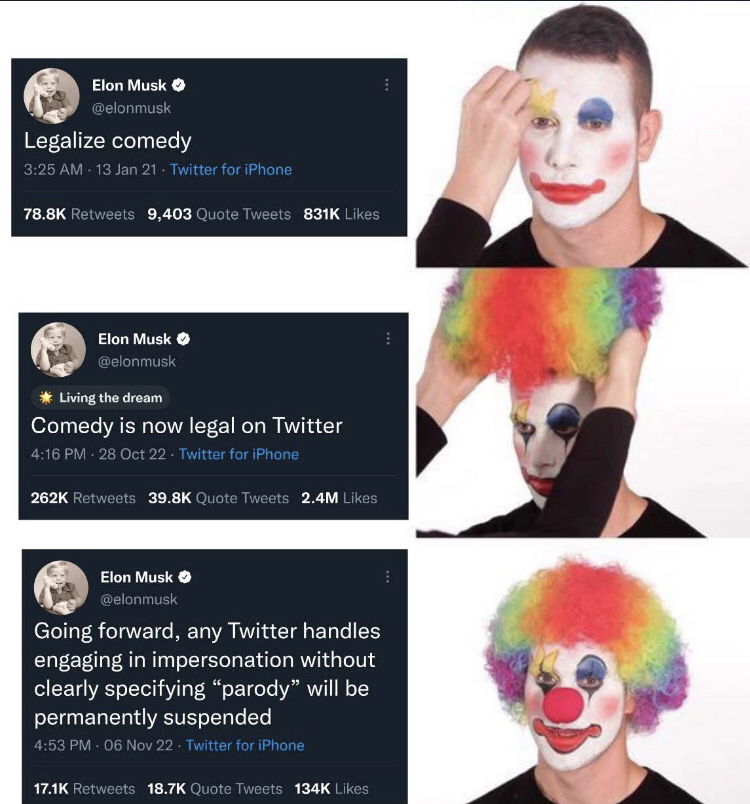 Elon Musk
@elonmusk
Legalize comedy
3:25 AM · 13 Jan 21 · Twitter for iPhone
78.8K Retweets 9,403 Quote Tweets 831K Likes
Elon Musk
@elonmusk
Living the dream
Comedy is now legal on Twitter
4:16 PM · 28 Oct 22 · Twitter for iPhone
262K Retweets 39.8K Quote Tweets 2.4M Likes
Elon Musk
@elonmusk
Going forward, any Twitter handles
engaging in impersonation without
clearly specifying “parody” will be
permanently suspended
4:53 PM · 06 Nov 22 · Twitter for iPhone
17.1K Retweets 18.7K Quote Tweets 134K Likes